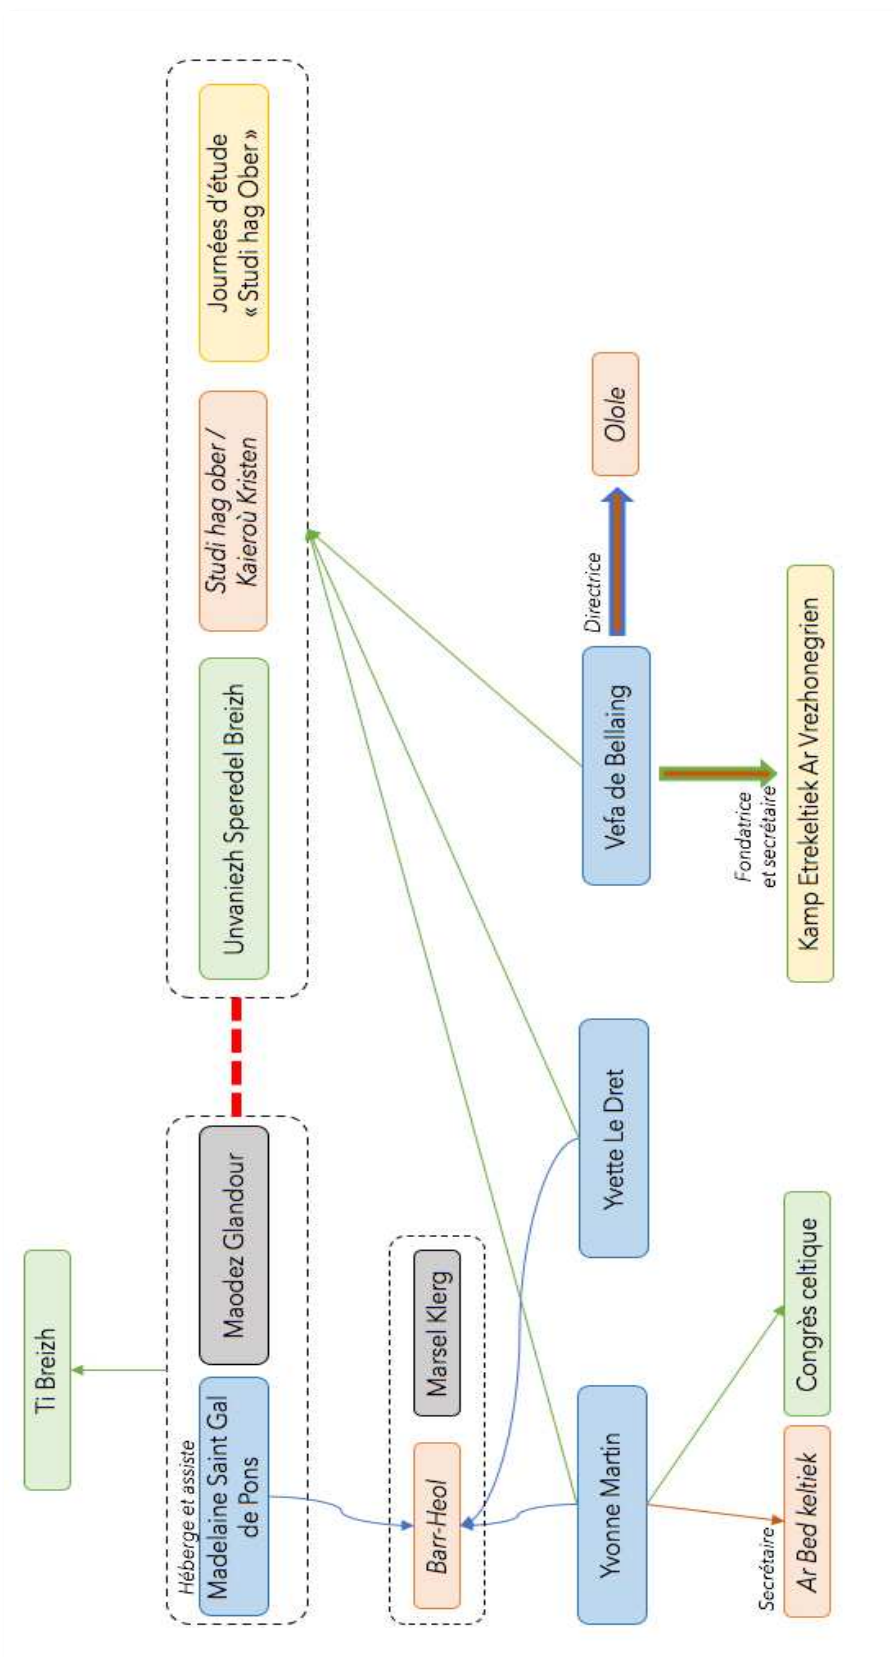 Ti Breizh
Héberge et assiste
Madelaine Saint Gal
de Pons
Maodez Glandour
Unvaniezh Speredel Breizh
Studi hag ober /
Kaieroù Kristen
Journées d'étude
« Studi hag Ober »
Barr-Heol
Marsel Klerg
Yvonne Martin
Yvette Le Dret
Vefa de Bellaing
Directrice
Olole
Secrétaire
Ar Bed keltiek
Congrès celtique
Fondatrice
et secrétaire
Kamp Etrekeltiek Ar Vrezhonegrien